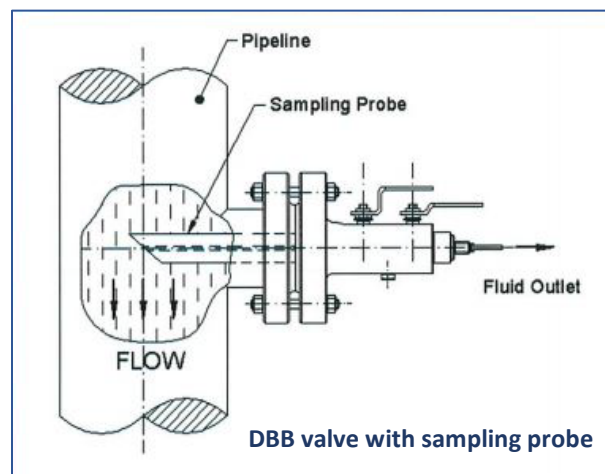 Pipeline
Sampling Probe
Fluid Outlet
FLOW
DBB valve with sampling probe